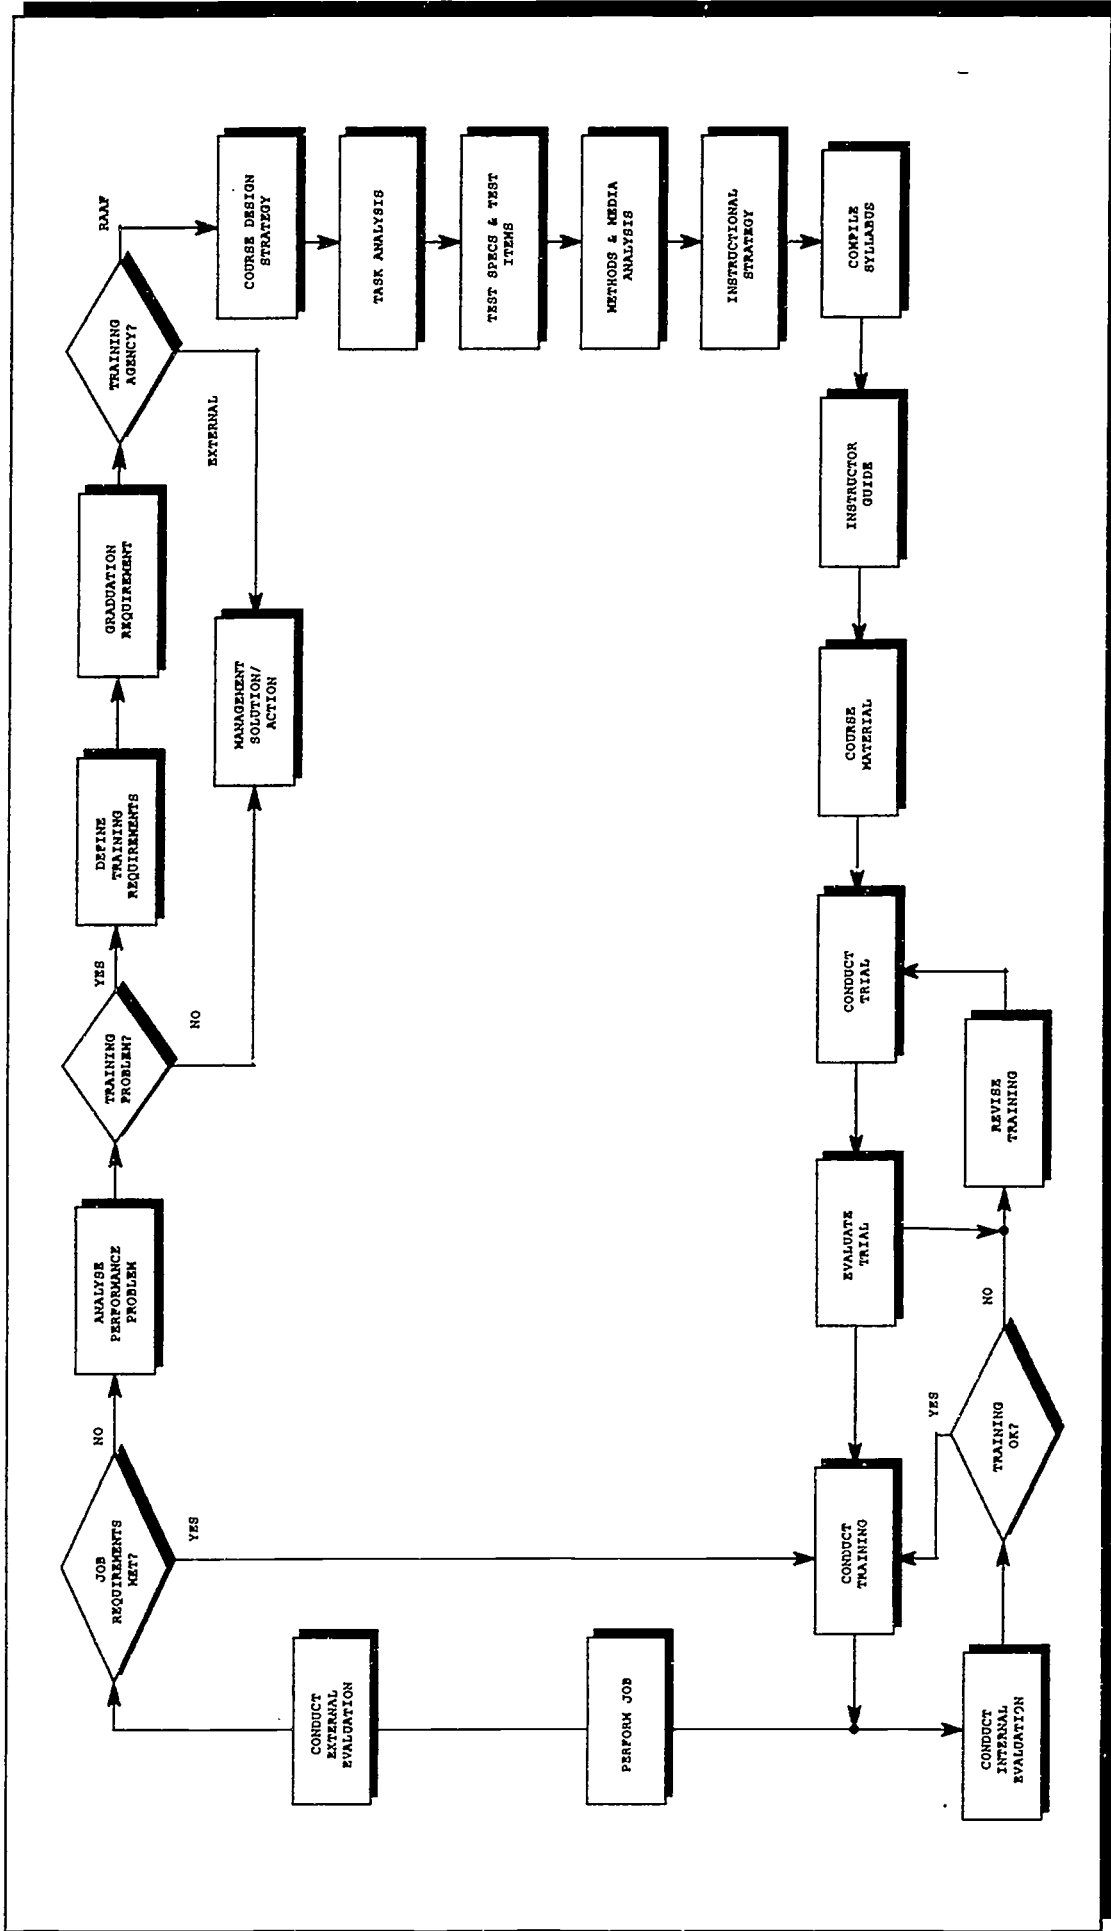 JOB
REQUIREMENTS
MET?
NO
ANALYSE
PERFORMANCE
PROBLEM
TRAINING
PROBLEM?
YES
DEFINE
TRAINING
REQUIREMENTS
GRADUATION
REQUIREMENT
TRAINING
AGENCY?
RAAF
YES
NO
EXTERNAL
MANAGEMENT
SOLUTION/
ACTION
COURSE DESIGN
STRATEGY
CONDUCT
EXTERNAL
EVALUATION
TASK ANALYSIS
TEST SPECS & TEST
ITEMS
PERFORM JOB
METHODS & MEDIA
ANALYSIS
INSTRUCTIONAL
STRATEGY
CONDUCT
TRAINING
EVALUATE
TRIAL
CONDUCT
TRIAL
COURSE
MATERIAL
INSTRUCTOR
GUIDE
COMPILE
SYLLABUS
YES
NO
CONDUCT
INTERNAL
EVALUATION
TRAINING
OK?
REVISE
TRAINING